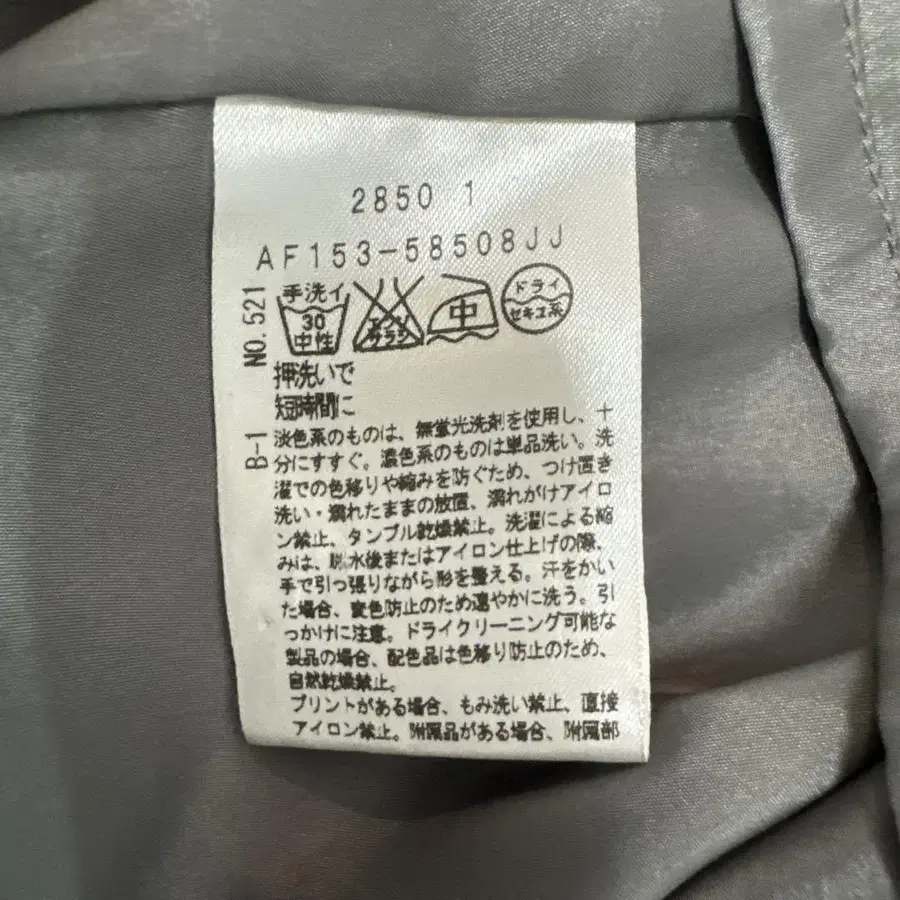 2850 1
AF153-58508JJ
NO.521
B-1
手洗イ
30
中性
エンソ
サラシ
中
ドライ
セキユ系
押洗いで
短時間に
淡色系のものは、無蛍光洗剤を使用し、十
分にすすぐ。濃色系のものは単品洗い。洗
濯での色移りや縮みを防ぐため、つけ置き
洗い・濡れたままの放置、濡れがけアイロ
ン禁止、タンブル乾燥禁止。洗濯による縮
みは、脱水後またはアイロン仕上げの際、
手で引っ張りながら形を整える。汗をかい
た場合、変色防止のため速やかに洗う。引
っかけに注意。ドライクリーニング可能な
製品の場合、配色品は色移り防止のため、
自然乾燥禁止。
プリントがある場合、もみ洗い禁止、直接
アイロン禁止。附属品がある場合、附属部